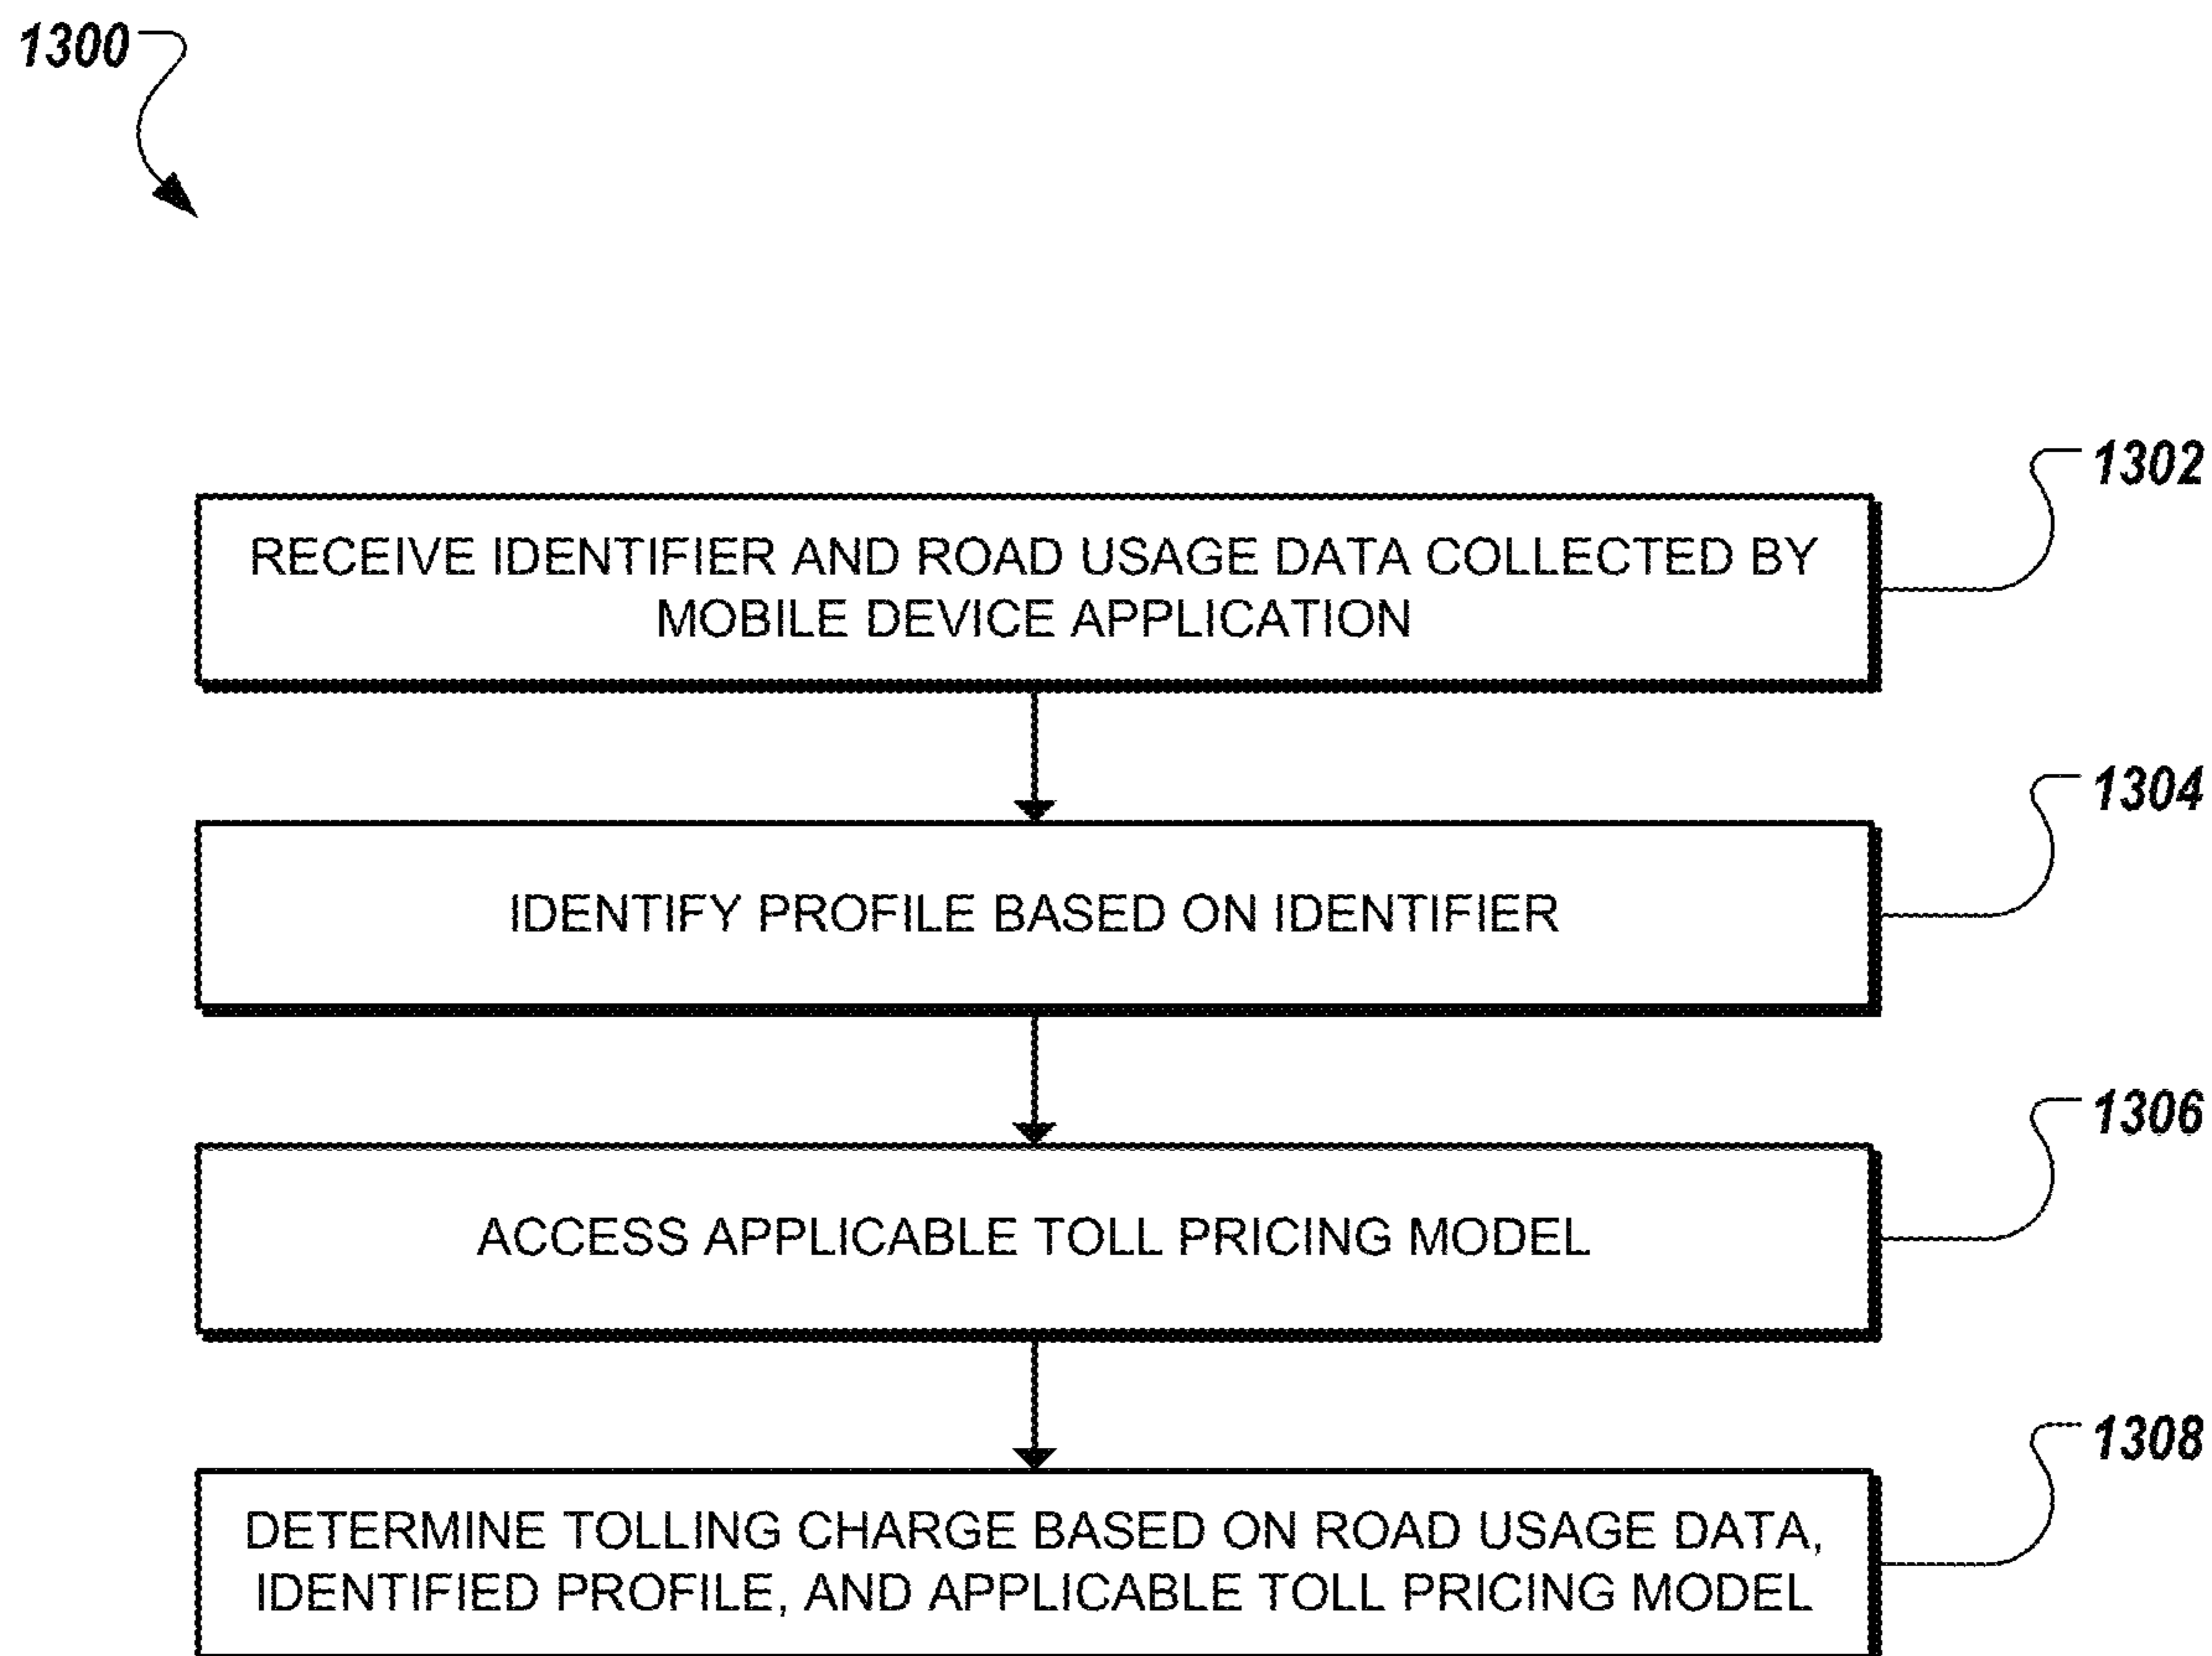 1300
1302
RECEIVE IDENTIFIER AND ROAD USAGE DATA COLLECTED BY
MOBILE DEVICE APPLICATION
1304
IDENTIFY PROFILE BASED ON IDENTIFIER
1306
ACCESS APPLICABLE TOLL PRICING MODEL
1308
DETERMINE TOLLING CHARGE BASED ON ROAD USAGE DATA,
IDENTIFIED PROFILE, AND APPLICABLE TOLL PRICING MODEL